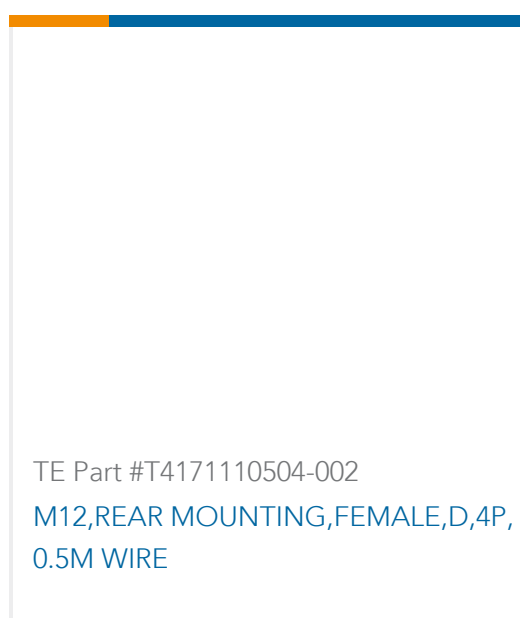 TE Part #T4171110504-002
M12,REAR MOUNTING,FEMALE,D,4P,
0.5M WIRE